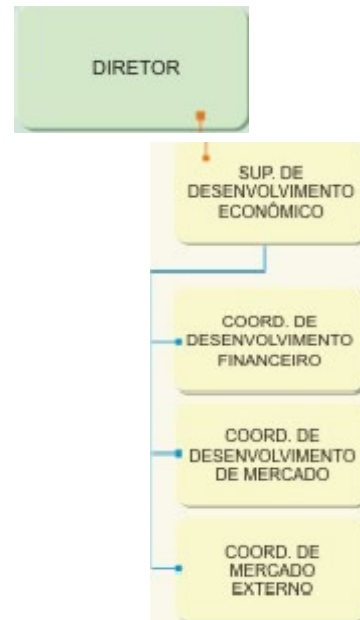 DIRETOR
SUP. DE
DESENVOLVIMENTO
ECONÔMICO
COORD. DE
DESENVOLVIMENTO
FINANCEIRO
COORD. DE
DESENVOLVIMENTO
DE MERCADO
COORD. DE
MERCADO
EXTERNO